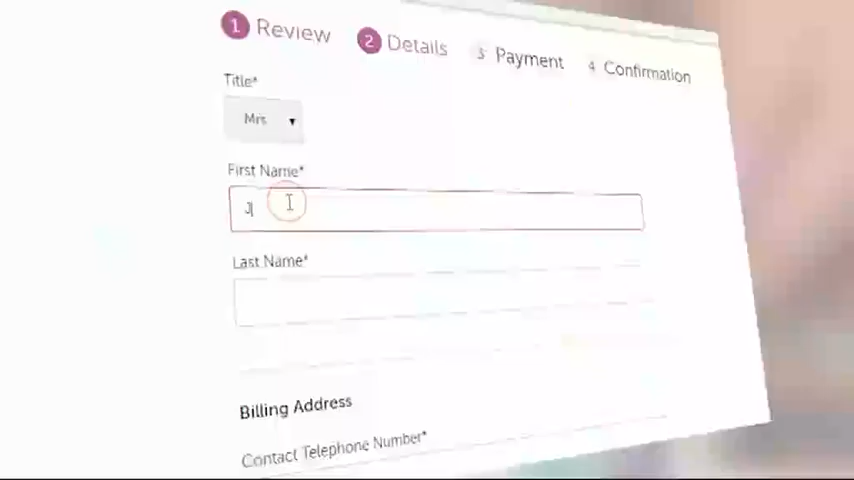 1 Review 2 Details 3 Payment 4 Confirmation
Title*
Mrs
First Name*
J
Last Name*
Billing Address
Contact Telephone Number*